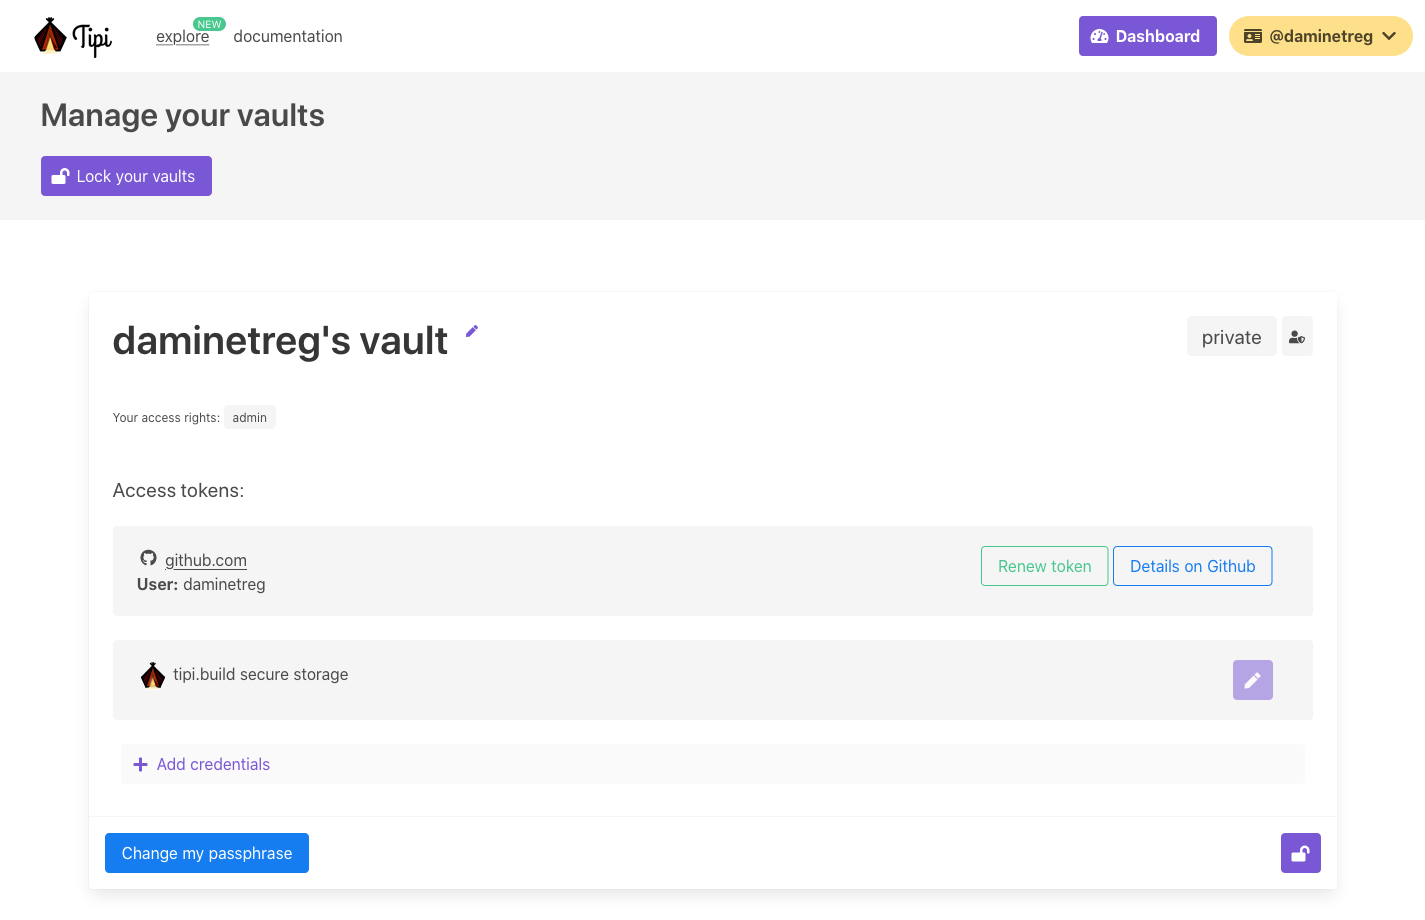 Tipi
explore NEW documentation
Dashboard
@daminetreg
Manage your vaults
Lock your vaults
daminetreg's vault
private
Your access rights: admin
Access tokens:
github.com
User: daminetreg
Renew token
Details on Github
tipi.build secure storage
Add credentials
Change my passphrase